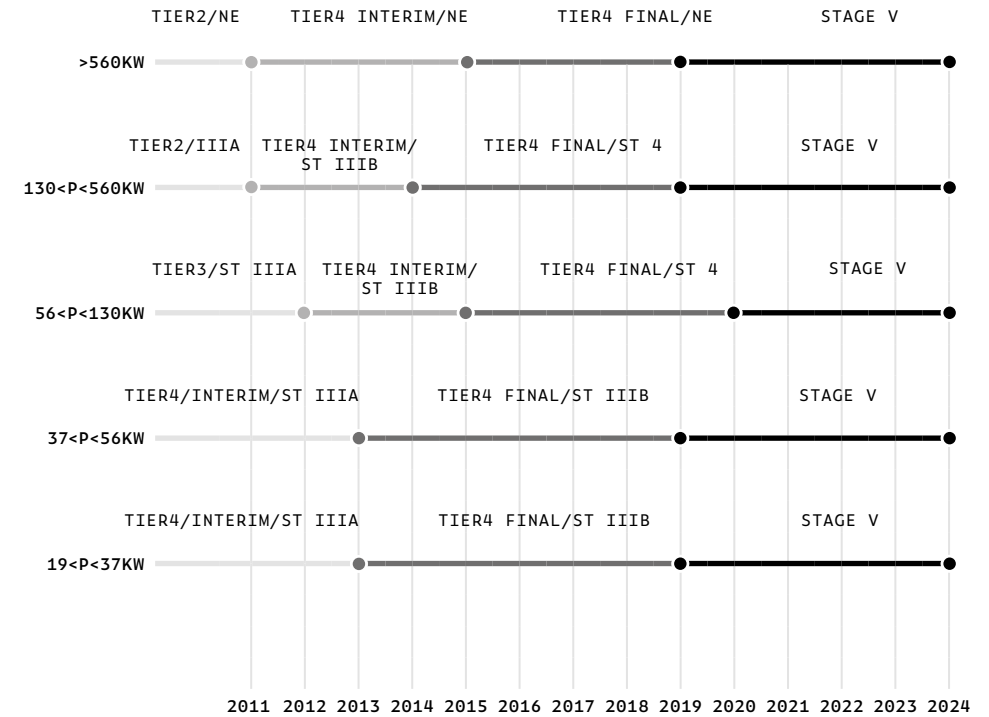 TIER2/NE TIER4 INTERIM/NE TIER4 FINAL/NE STAGE V
>560KW
TIER2/IIIA TIER4 INTERIM/ TIER4 FINAL/ST 4 STAGE V
ST IIIB
130<P<560KW
TIER3/ST IIIA TIER4 INTERIM/ TIER4 FINAL/ST 4 STAGE V
ST IIIB
56<P<130KW
TIER4/INTERIM/ST IIIA TIER4 FINAL/ST IIIB STAGE V
37<P<56KW
TIER4/INTERIM/ST IIIA TIER4 FINAL/ST IIIB STAGE V
19<P<37KW
2011 2012 2013 2014 2015 2016 2017 2018 2019 2020 2021 2022 2023 2024